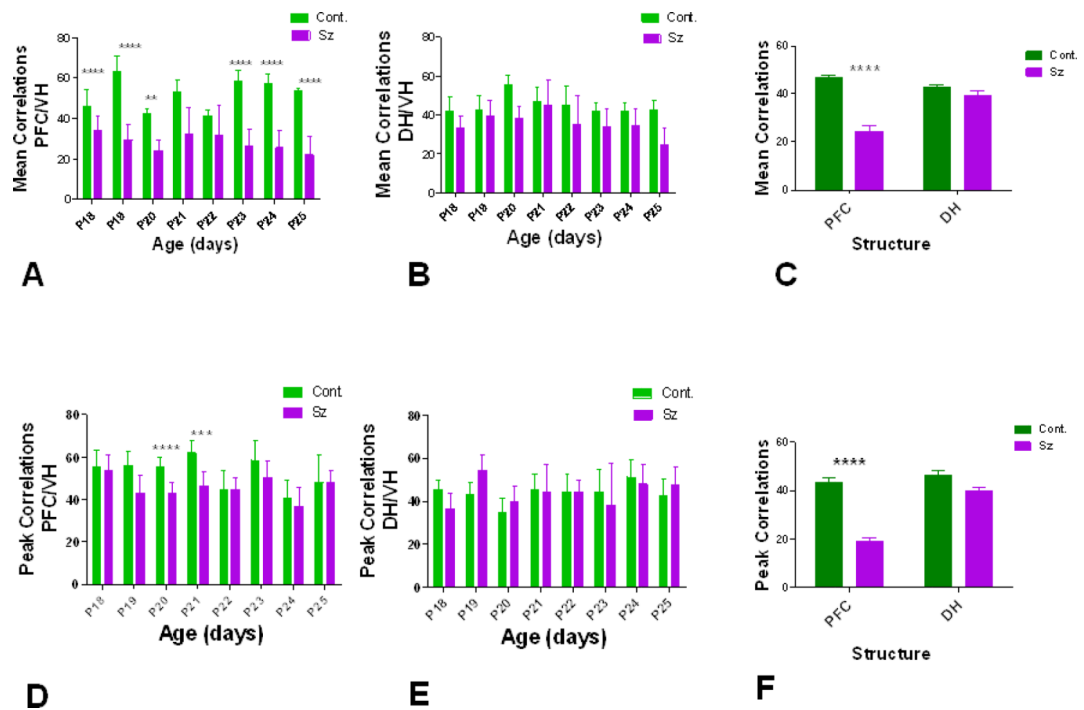 Cont.
Sz
80
60
40
20
0
Mean Correlations
PFC/VH
****
****
**
****
****
****
P18
P19
P20
P21
P22
P23
P24
P25
Age (days)
A
Cont.
Sz
80
60
40
20
0
Mean Correlations
DH/VH
P18
P19
P20
P21
P22
P23
P24
P25
Age (days)
B
Cont.
Sz
60
40
20
0
Mean Correlations
****
PFC
DH
Structure
C
Cont.
Sz
80
60
40
20
0
Peak Correlations
PFC/VH
****
***
P18
P19
P20
P21
P22
P23
P24
P25
Age (days)
D
Cont.
Sz
80
60
40
20
0
Peak Correlations
DH/VH
P18
P19
P20
P21
P22
P23
P24
P25
Age (days)
E
Cont.
Sz
60
40
20
0
Peak Correlations
****
PFC
DH
Structure
F